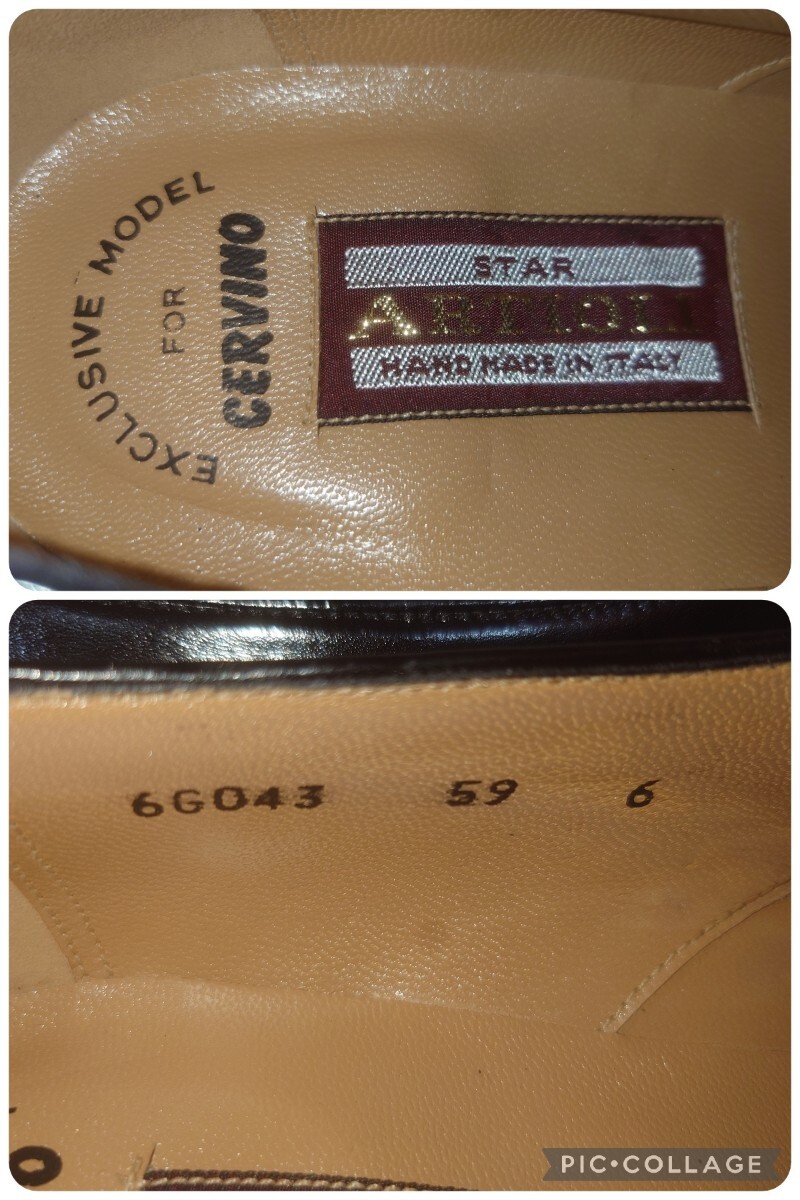 EXCLUSIVE MODEL
FOR
CERVINO
STAR
ARTIOLI
HAND MADE IN ITALY
6G043 59 6
O
PIC•COLLAGE